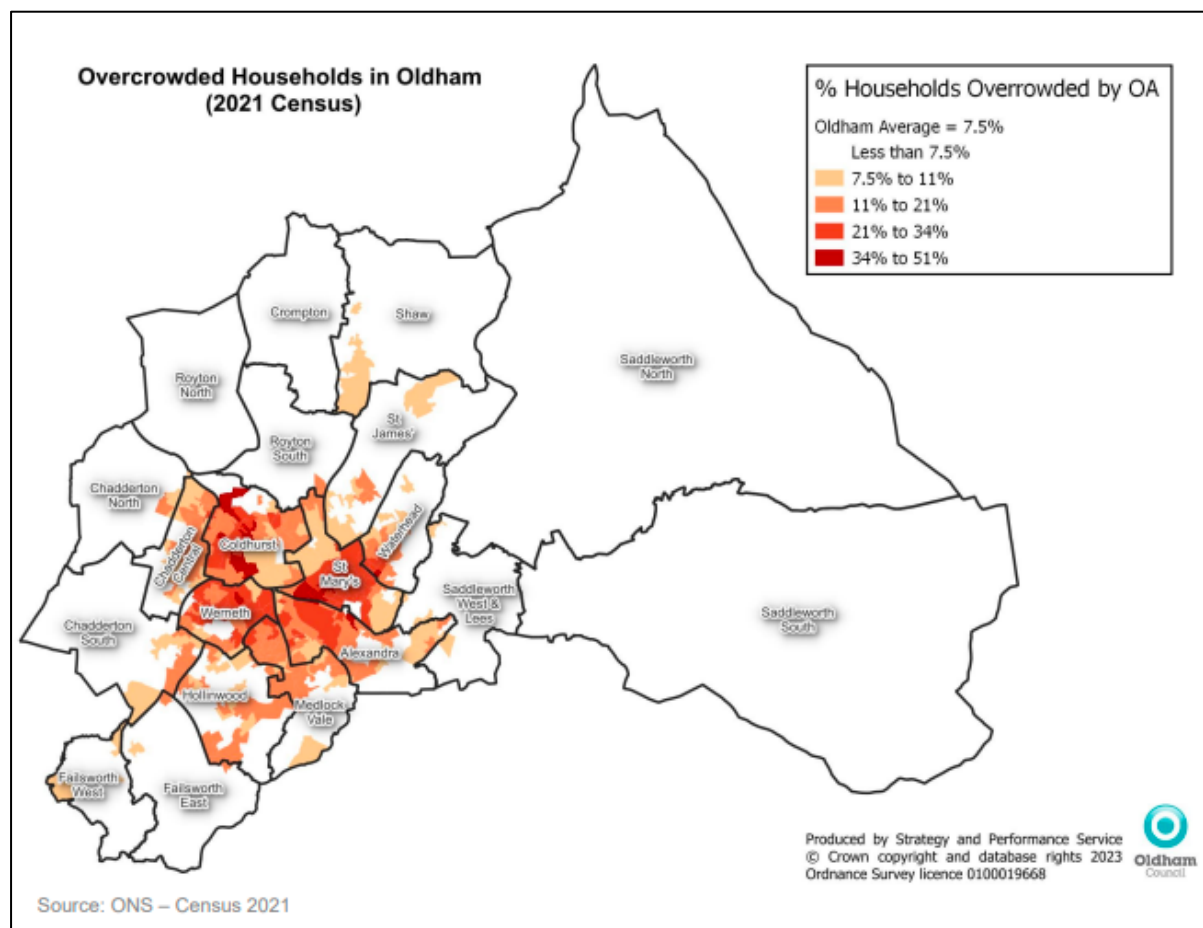 Overcrowded Households in Oldham
(2021 Census)
% Households Overrowded by OA
Oldham Average = 7.5%
Less than 7.5%
7.5% to 11%
11% to 21%
21% to 34%
34% to 51%
Crompton
Shaw
Saddleworth
North
Royton
North
St
James'
Royton
South
Chadderton
North
Waterhead
Coldhurst
Chadderton
Central
St
Mary's
Saddleworth
West &
Lees
Werneth
Saddleworth
South
Chadderton
South
Alexandra
Hollinwood
Medlock
Vale
Failsworth
West
Failsworth
East
Produced by Strategy and Performance Service
© Crown copyright and database rights 2023
Ordnance Survey licence 0100019668
Oldham
Council
Source: ONS – Census 2021